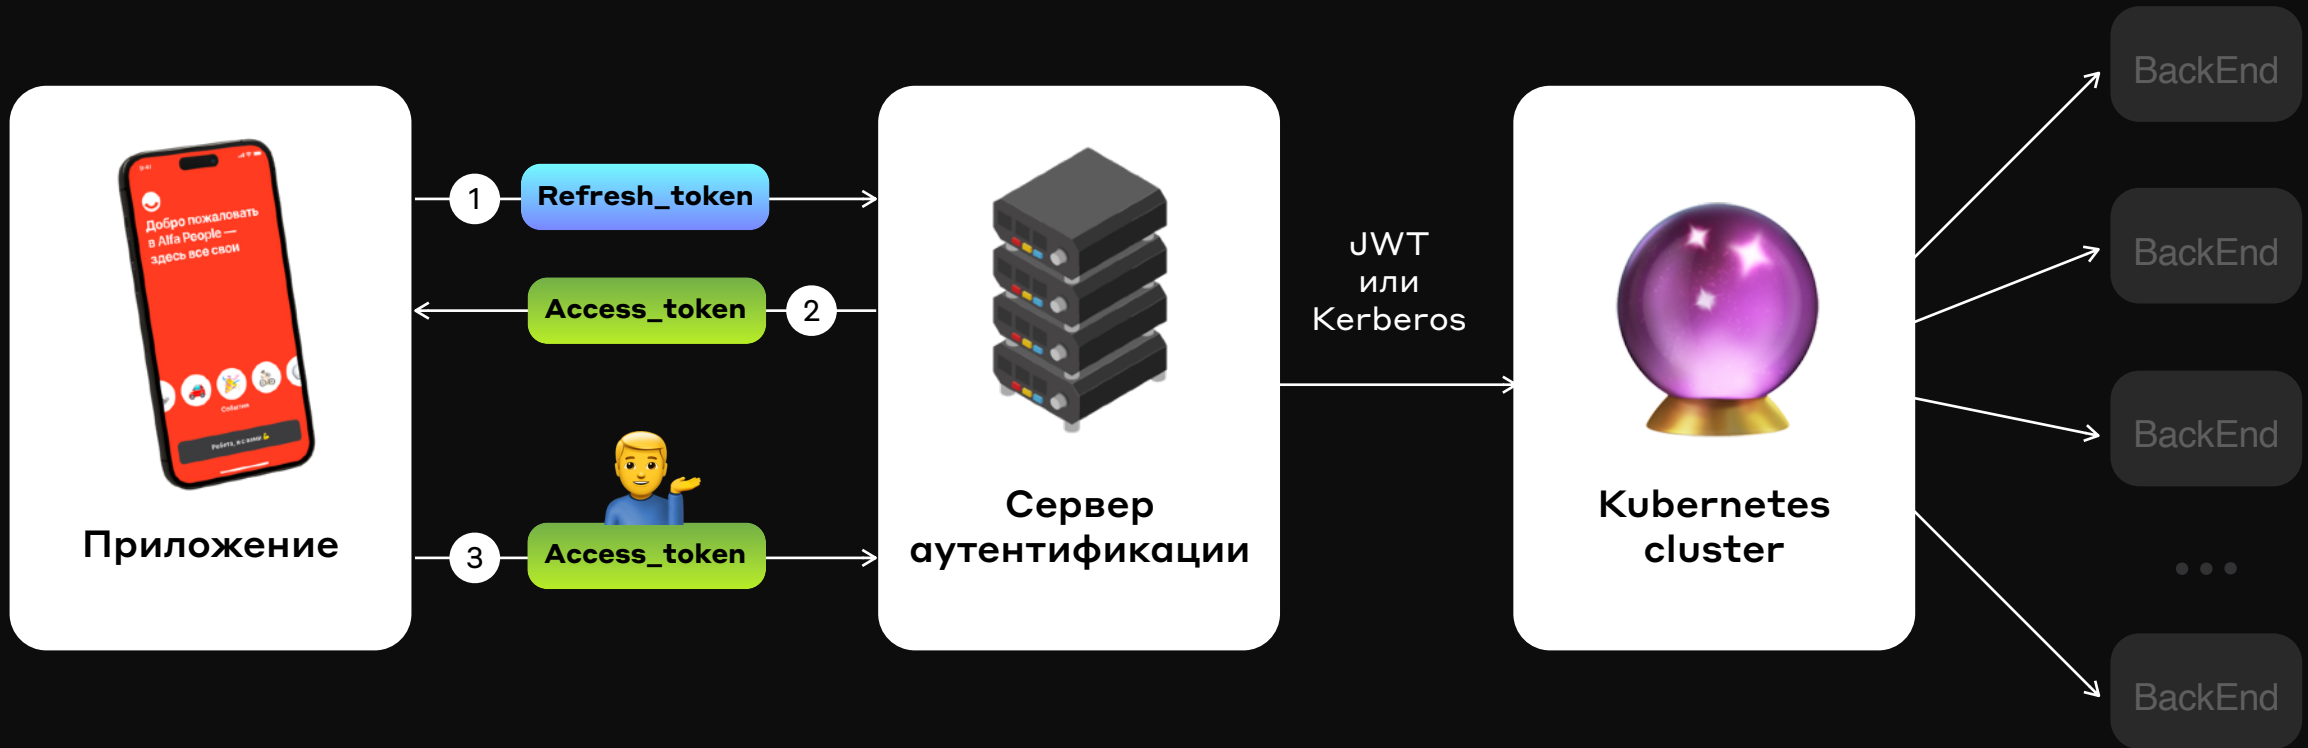 Добро пожаловать
в Alfa People —
здесь все свои
События
Приложение
1
Refresh_token
Access_token
2
3
Access_token
Сервер
аутентификации
JWT
или
Kerberos
Kubernetes
cluster
BackEnd
BackEnd
BackEnd
BackEnd